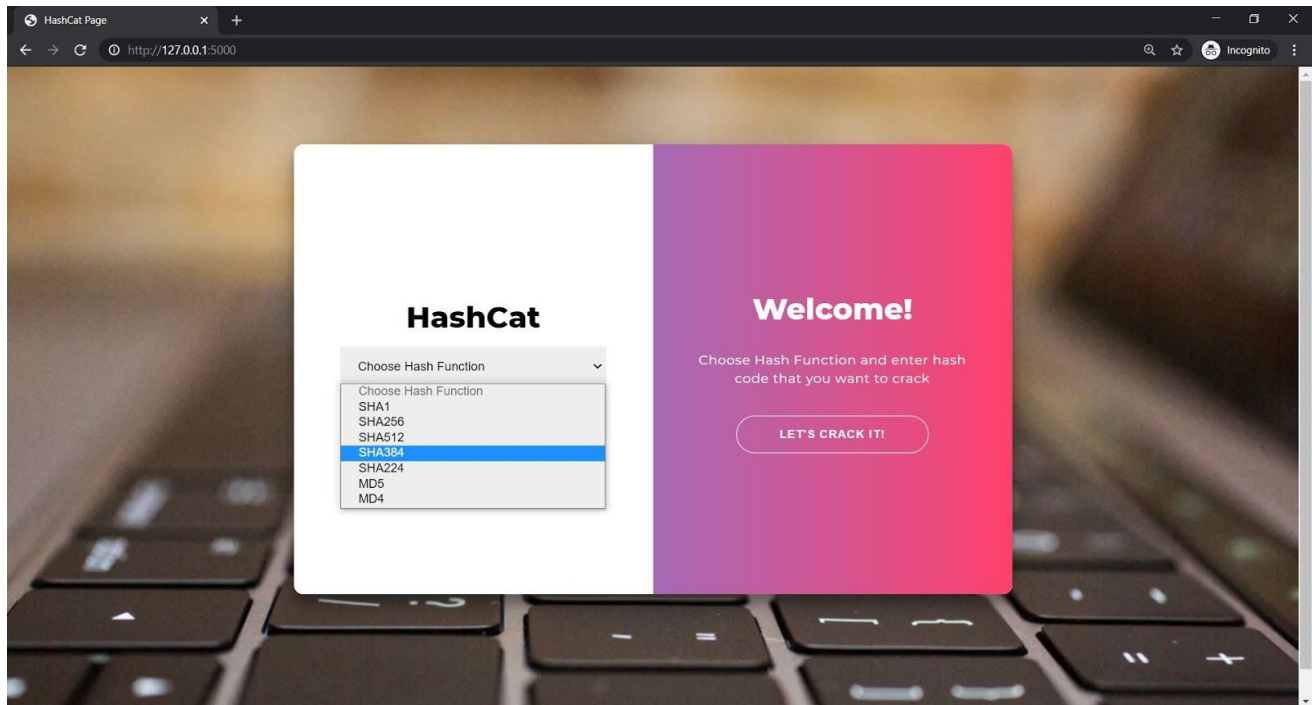 HashCat Page
http://127.0.0.1:5000
Incognito
HashCat
Choose Hash Function
Choose Hash Function
SHA1
SHA256
SHA512
SHA384
SHA224
MD5
MD4
Welcome!
Choose Hash Function and enter hash
code that you want to crack
LET'S CRACK IT!